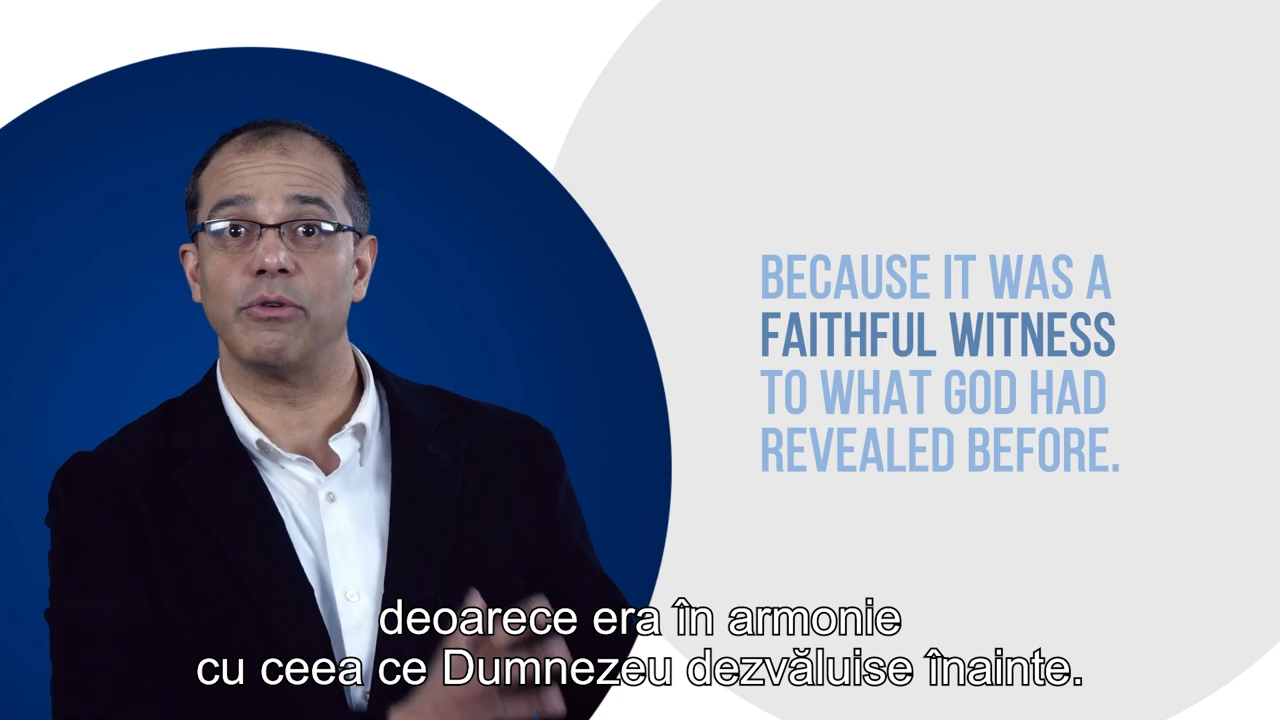 BECAUSE IT WAS A
FAITHFUL WITNESS
TO WHAT GOD HAD
REVEALED BEFORE.
deoarece era în armonie
cu ceea ce Dumnezeu dezvăluise înainte.